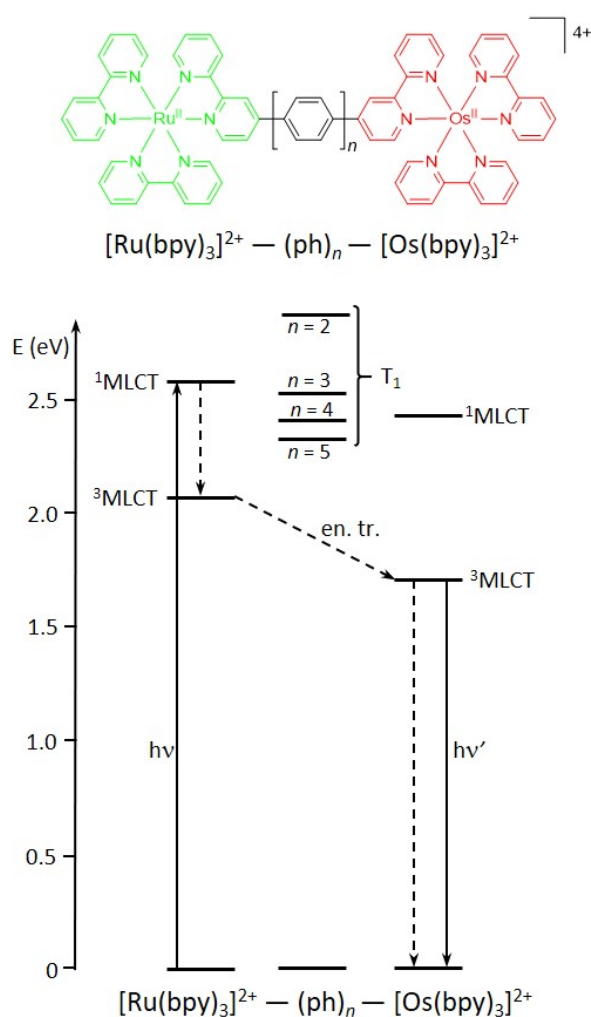 4+
N N N N
N Ru^II N N Os^II N
N N n N N
[Ru(bpy)₃]²⁺ — (ph)ₙ — [Os(bpy)₃]²⁺
E (eV)
n = 2
¹MLCT
n = 3
T₁
2.5
n = 4
¹MLCT
n = 5
³MLCT
2.0
en. tr.
³MLCT
1.5
1.0
hν
hν′
0.5
0
[Ru(bpy)₃]²⁺ — (ph)ₙ — [Os(bpy)₃]²⁺